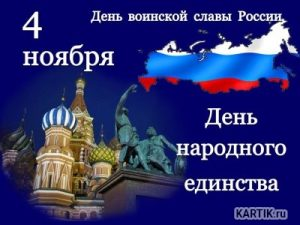 День воинской славы России
4
ноября
День
народного
единства
KARTIK.ru